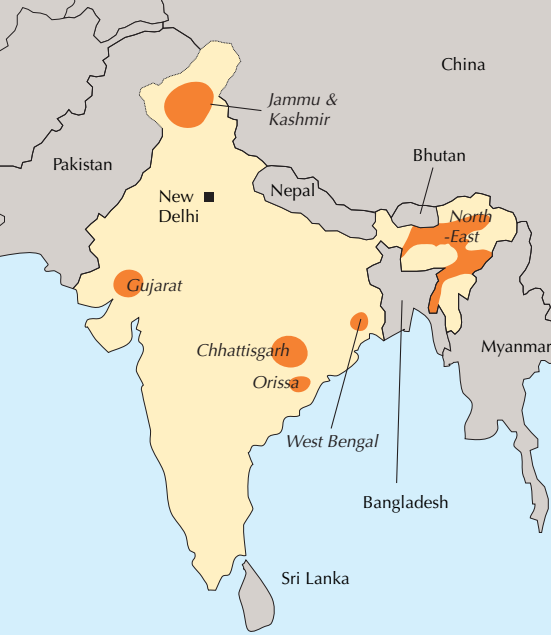 China
Jammu &
Kashmir
Pakistan
Bhutan
Nepal
New
Delhi
North
-East
Gujarat
Chhattisgarh
Myanmar
Orissa
West Bengal
Bangladesh
Sri Lanka